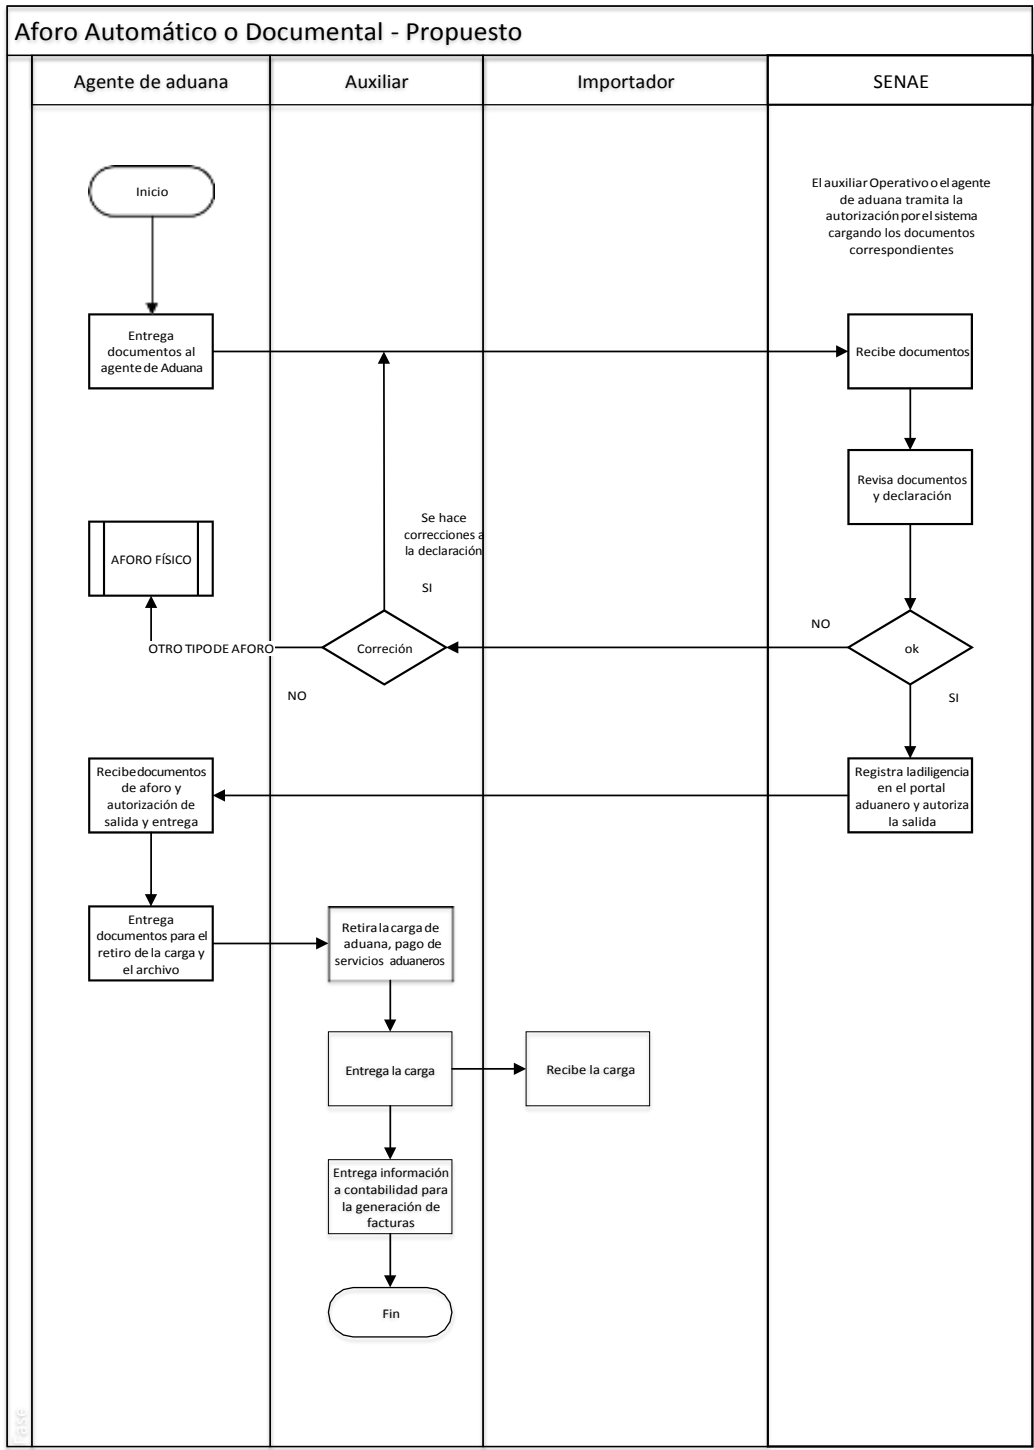 Aforo Automático o Documental - Propuesto
Agente de aduana
Auxiliar
Importador
SENAE
Inicio
El auxiliar Operativo o el agente
de aduana tramita la
autorización por el sistema
cargando los documentos
correspondientes
Entrega
documentos al
agente de Aduana
Recibe documentos
Revisa documentos
y declaración
Se hace
correcciones a
la declaración
AFORO FÍSICO
SI
NO
OTRO TIPO DE AFORO
Correción
ok
NO
SI
Recibe documentos
de aforo y
autorización de
salida y entrega
Registra la diligencia
en el portal
aduanero y autoriza
la salida
Entrega
documentos para el
retiro de la carga y
el archivo
Retira la carga de
aduana, pago de
servicios aduaneros
Entrega la carga
Recibe la carga
Entrega información
a contabilidad para
la generación de
facturas
Fin
Fase